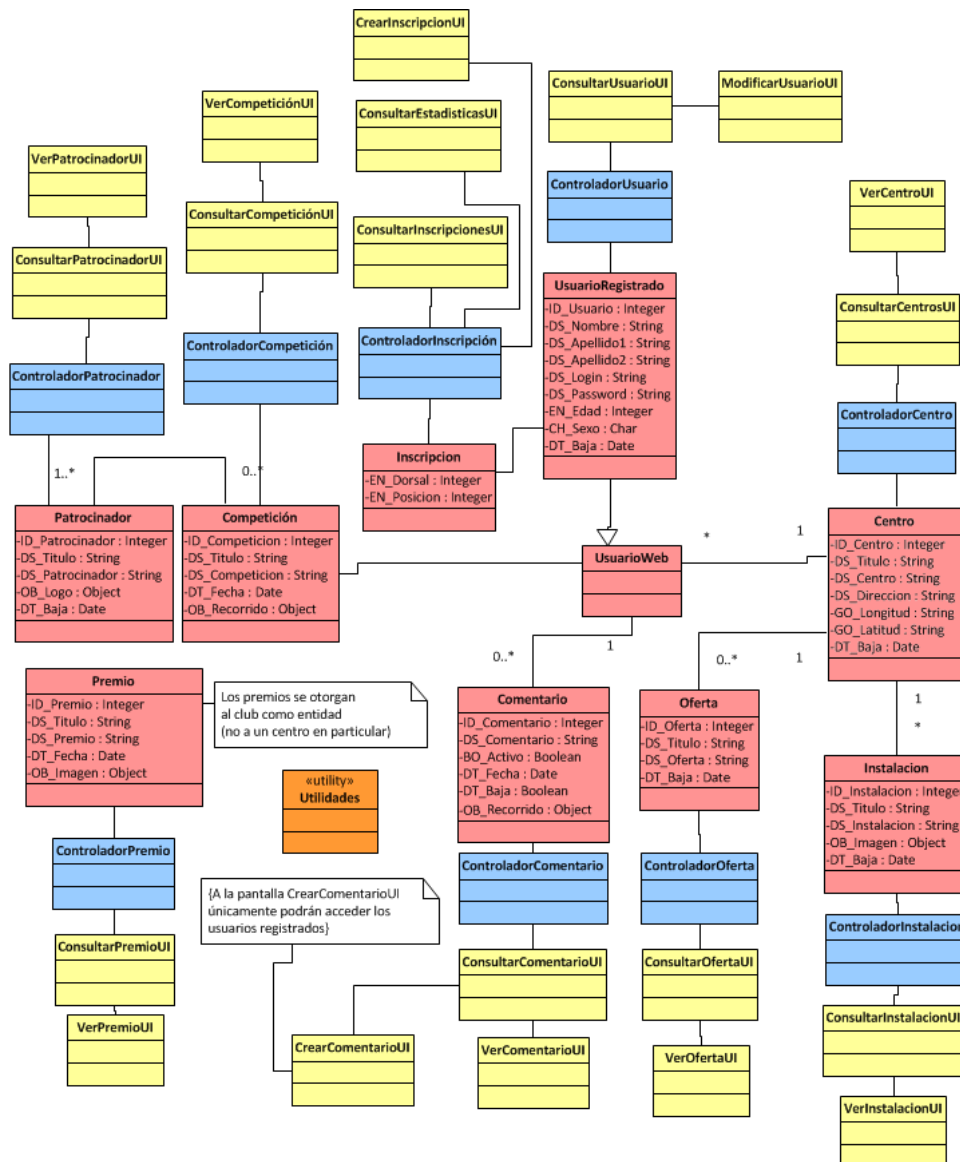 CrearInscripcionUI
ConsultarUsuarioUI
ModificarUsuarioUI
VerCompeticiónUI
ConsultarEstadisticasUI
VerPatrocinadorUI
ControladorUsuario
VerCentroUI
ConsultarCompeticiónUI
ConsultarInscripcionesUI
ConsultarPatrocinadorUI
UsuarioRegistrado
-ID_Usuario : Integer
-DS_Nombre : String
-DS_Apellido1 : String
-DS_Apellido2 : String
-DS_Login : String
-DS_Password : String
-EN_Edad : Integer
-CH_Sexo : Char
-DT_Baja : Date
ConsultarCentrosUI
ControladorCompetición
ControladorInscripción
ControladorPatrocinador
ControladorCentro
Inscripcion
-EN_Dorsal : Integer
-EN_Posicion : Integer
1..*
0..*
Patrocinador
-ID_Patrocinador : Integer
-DS_Titulo : String
-DS_Patrocinador : String
-OB_Logo : Object
-DT_Baja : Date
Competición
-ID_Competicion : Integer
-DS_Titulo : String
-DS_Competicion : String
-DT_Fecha : Date
-OB_Recorrido : Object
UsuarioWeb
*
1
Centro
-ID_Centro : Integer
-DS_Titulo : String
-DS_Centro : String
-DS_Direccion : String
-GO_Longitud : String
-GO_Latitud : String
-DT_Baja : Date
0..*
1
0..*
1
Premio
-ID_Premio : Integer
-DS_Titulo : String
-DS_Premio : String
-DT_Fecha : Date
-OB_Imagen : Object
Los premios se otorgan
al club como entidad
(no a un centro en particular)
Comentario
-ID_Comentario : Integer
-DS_Comentario : String
-BO_Activo : Boolean
-DT_Fecha : Date
-DT_Baja : Boolean
-OB_Recorrido : Object
Oferta
-ID_Oferta : Integer
-DS_Titulo : String
-DS_Oferta : String
-DT_Baja : Date
1
*
Instalacion
-ID_Instalacion : Integer
-DS_Titulo : String
-DS_Instalacion : String
-OB_Imagen : Object
-DT_Baja : Date
«utility»
Utilidades
ControladorPremio
ControladorComentario
ControladorOferta
{A la pantalla CrearComentarioUI
únicamente podrán acceder los
usuarios registrados}
ControladorInstalacion
ConsultarPremioUI
ConsultarComentarioUI
ConsultarOfertaUI
ConsultarInstalacionUI
VerPremioUI
CrearComentarioUI
VerComentarioUI
VerOfertaUI
VerInstalacionUI